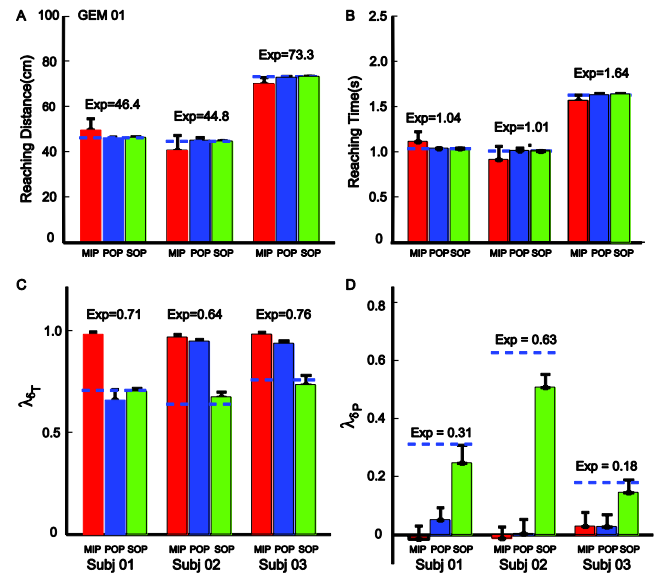 A
GEM 01
Reaching Distance(cm)
100
80
60
40
20
0
Exp=46.4
Exp=44.8
Exp=73.3
MIP POP SOP
MIP POP SOP
MIP POP SOP
B
Reaching Time(s)
2.5
2.0
1.5
1.0
0.5
0
Exp=1.04
Exp=1.01
Exp=1.64
MIP POP SOP
MIP POP SOP
MIP POP SOP
C
λ6T
1.0
0.5
0
Exp=0.71
Exp=0.64
Exp=0.76
MIP POP SOP
MIP POP SOP
MIP POP SOP
Subj 01
Subj 02
Subj 03
D
λ6P
0.8
0.6
0.4
0.2
0
Exp = 0.31
Exp = 0.63
Exp = 0.18
MIP POP SOP
MIP POP SOP
MIP POP SOP
Subj 01
Subj 02
Subj 03